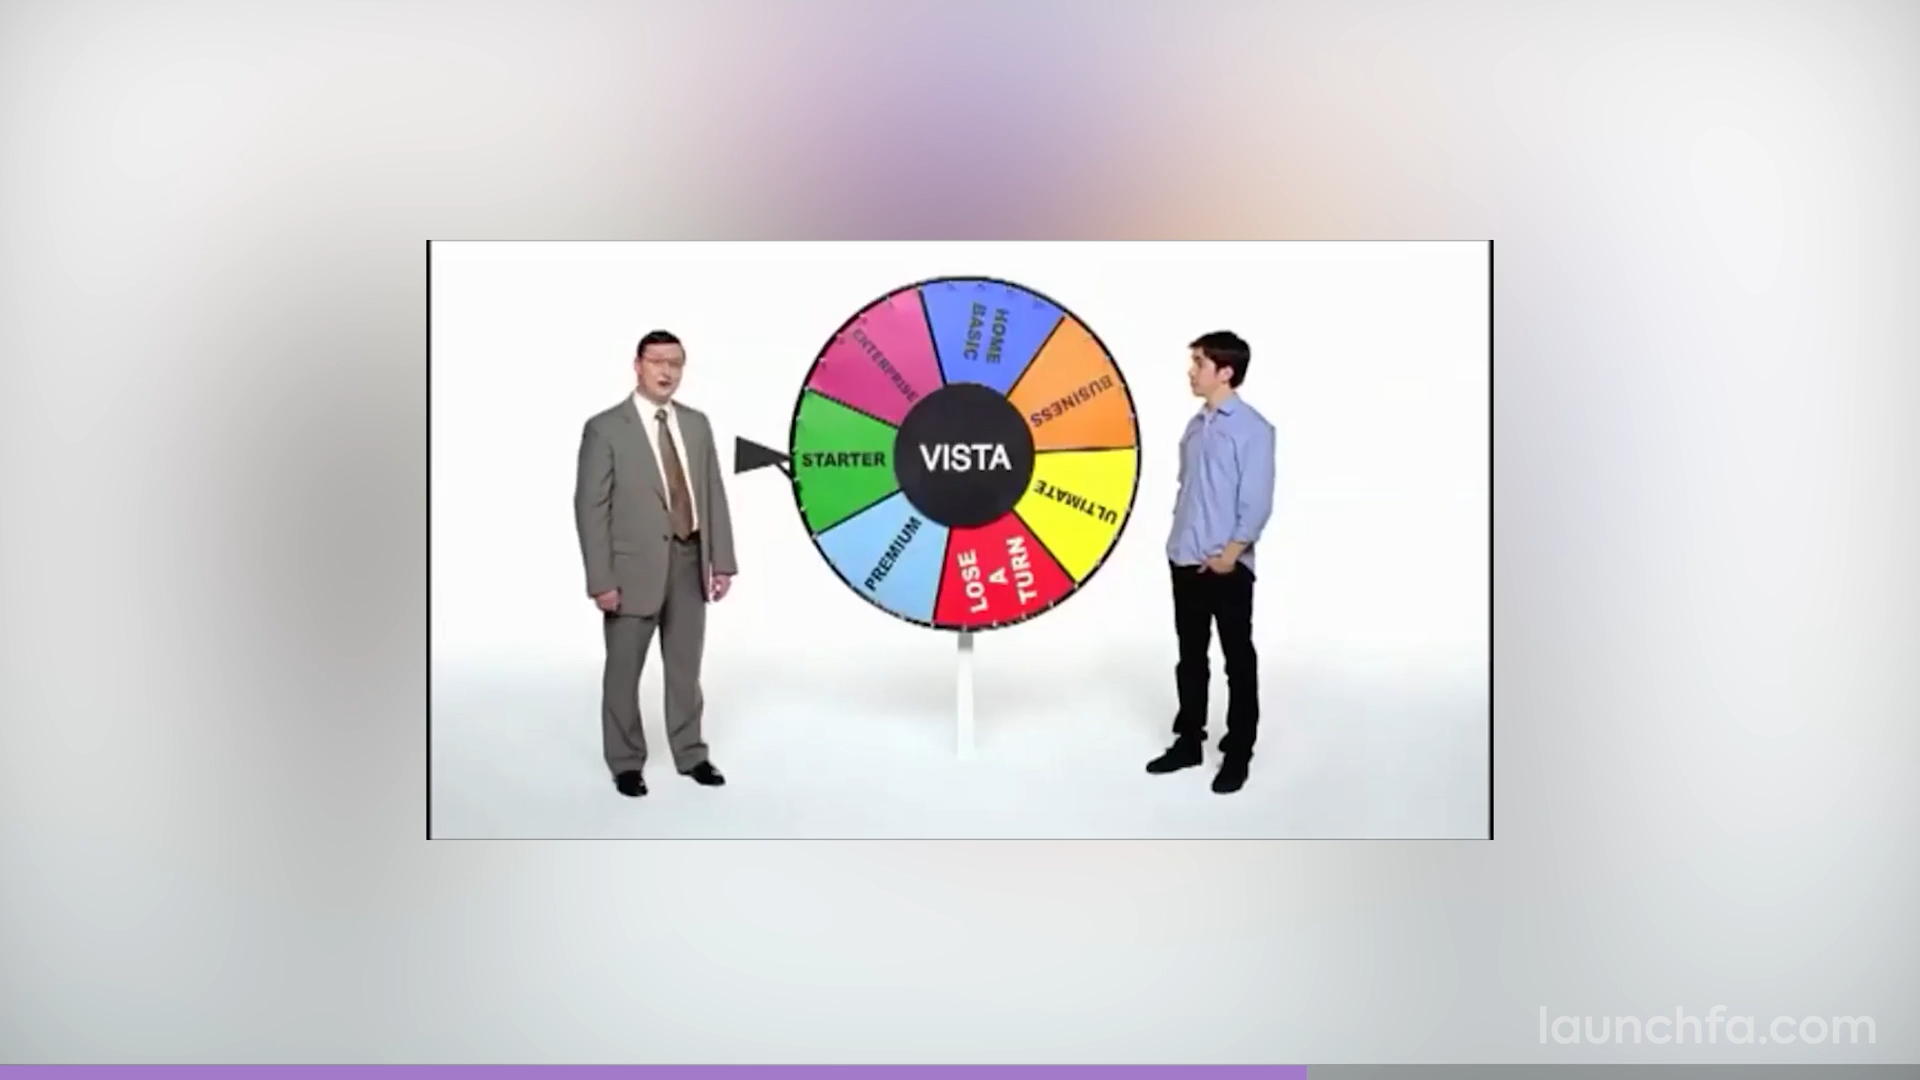 HOME
BASIC
ENTERPRISE
BUSINESS
STARTER
VISTA
ULTIMATE
PREMIUM
LOSE
A
TURN
launchfa.com